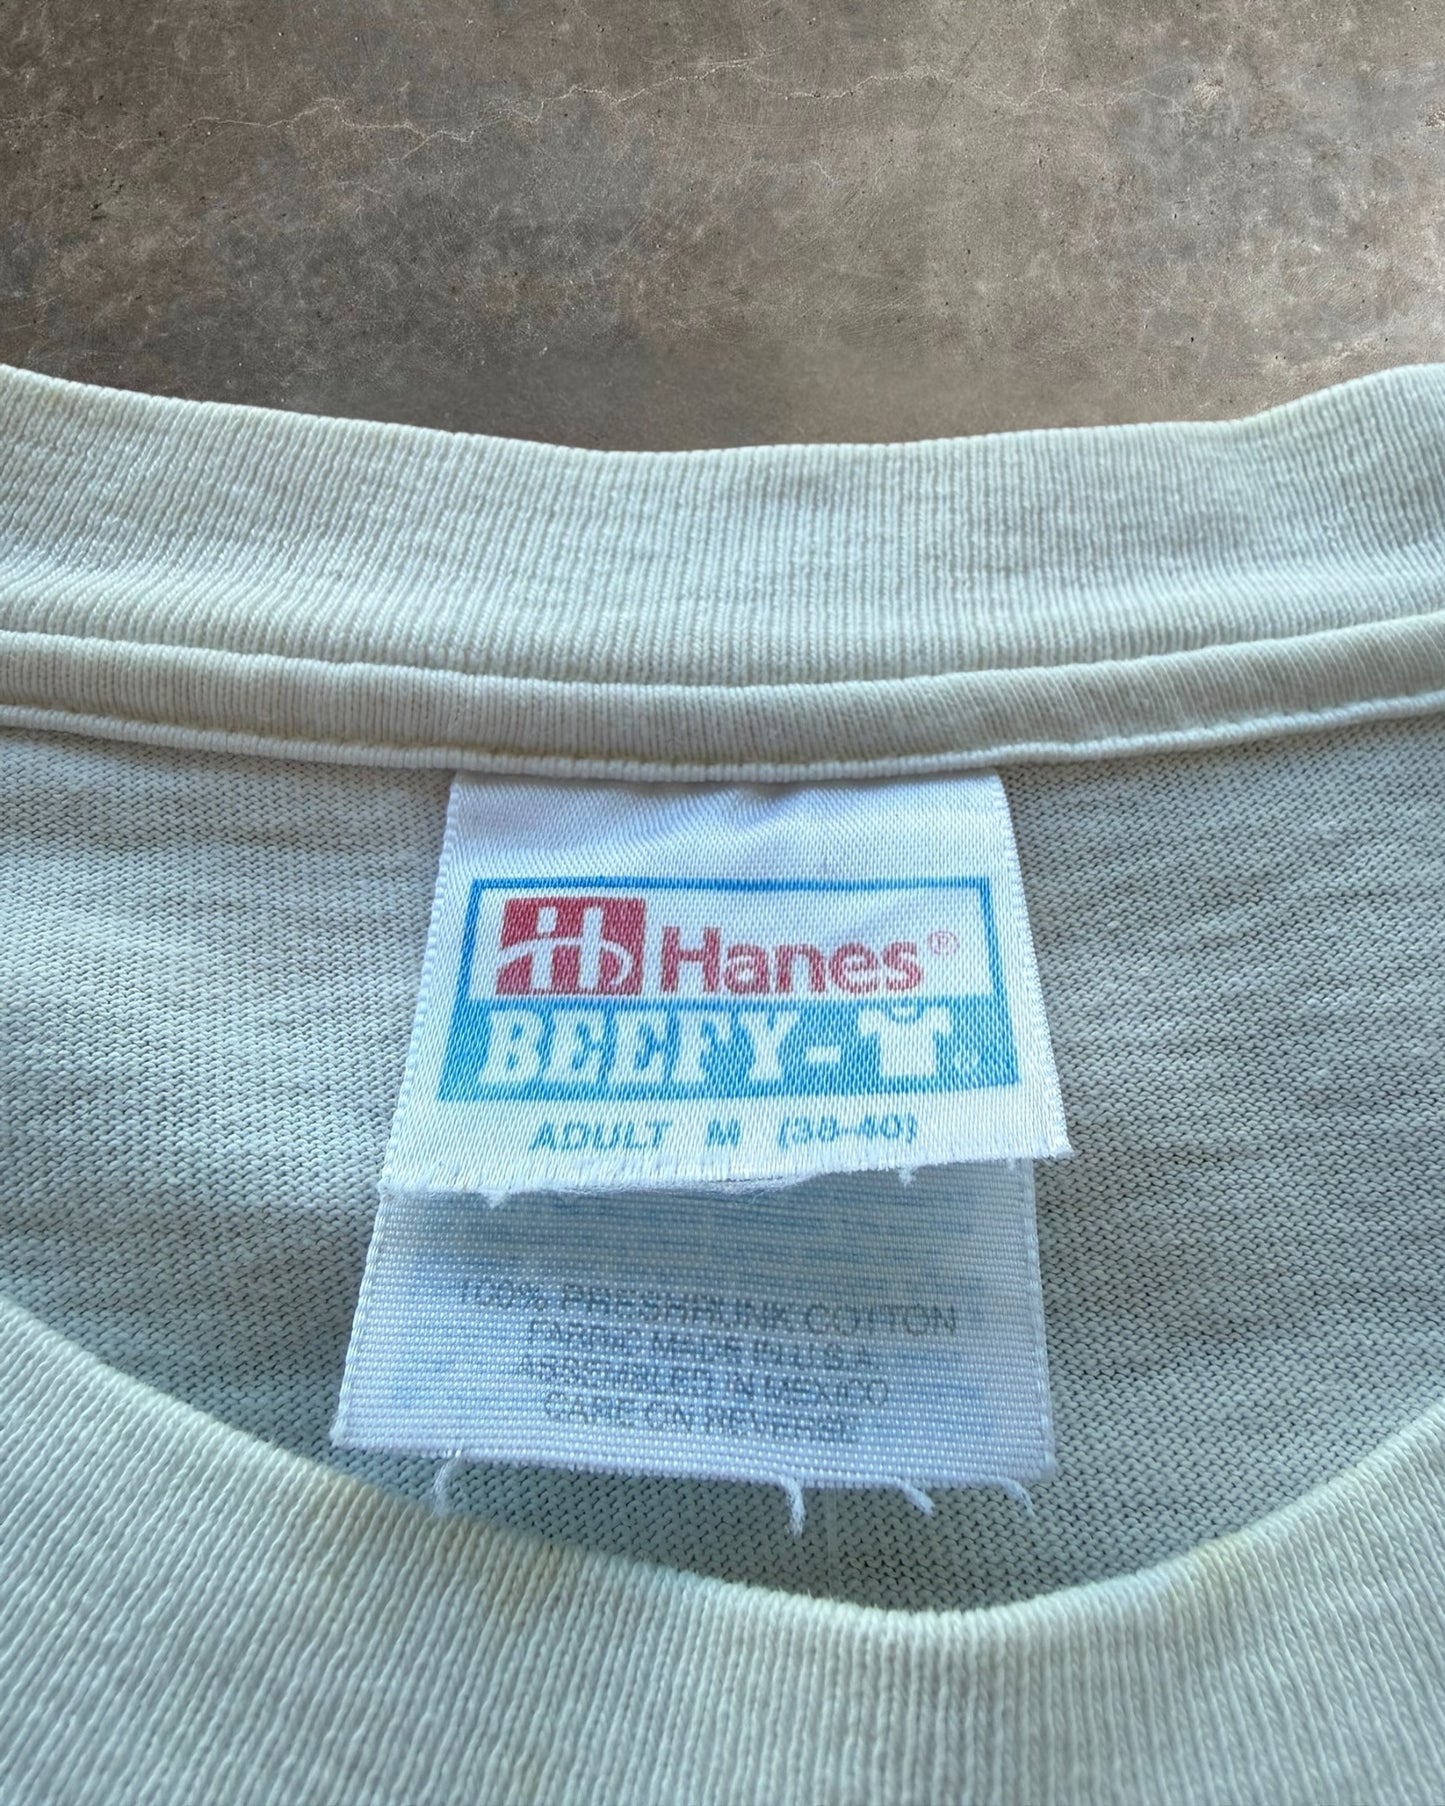 Hanes®
BEEFY-T®
ADULT M (38-40)
100% PRESHRUNK COTTON
FABRIC MADE IN U.S.A.
ASSEMBLED IN MEXICO
CARE ON REVERSE